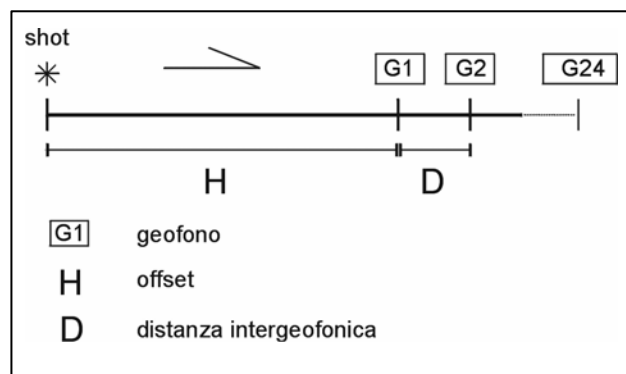 shot
G1 G2 G24
H D
G1 geofono
H offset
D distanza intergeofonica